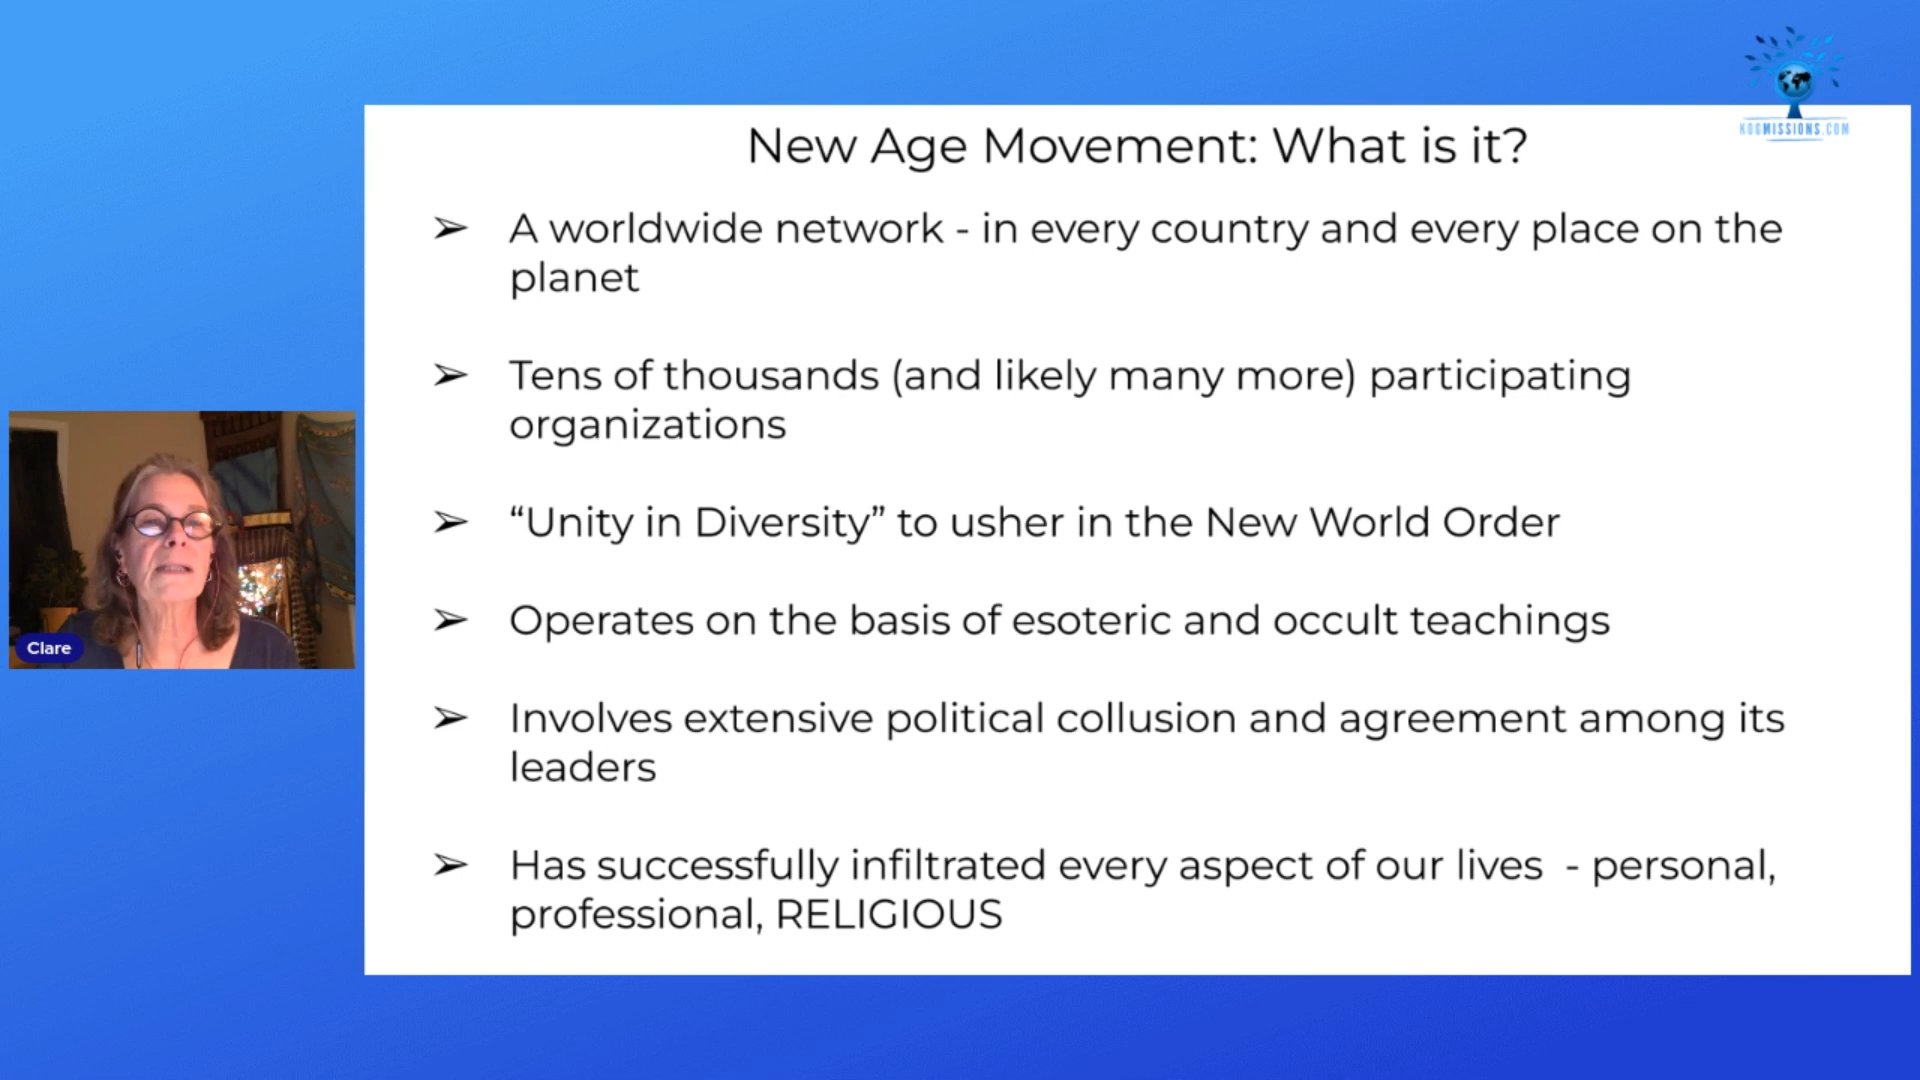 KOGMISSIONS.COM
New Age Movement: What is it?
➢ A worldwide network - in every country and every place on the
planet
➢ Tens of thousands (and likely many more) participating
organizations
➢ “Unity in Diversity” to usher in the New World Order
➢ Operates on the basis of esoteric and occult teachings
➢ Involves extensive political collusion and agreement among its
leaders
➢ Has successfully infiltrated every aspect of our lives  - personal,
professional, RELIGIOUS
Clare